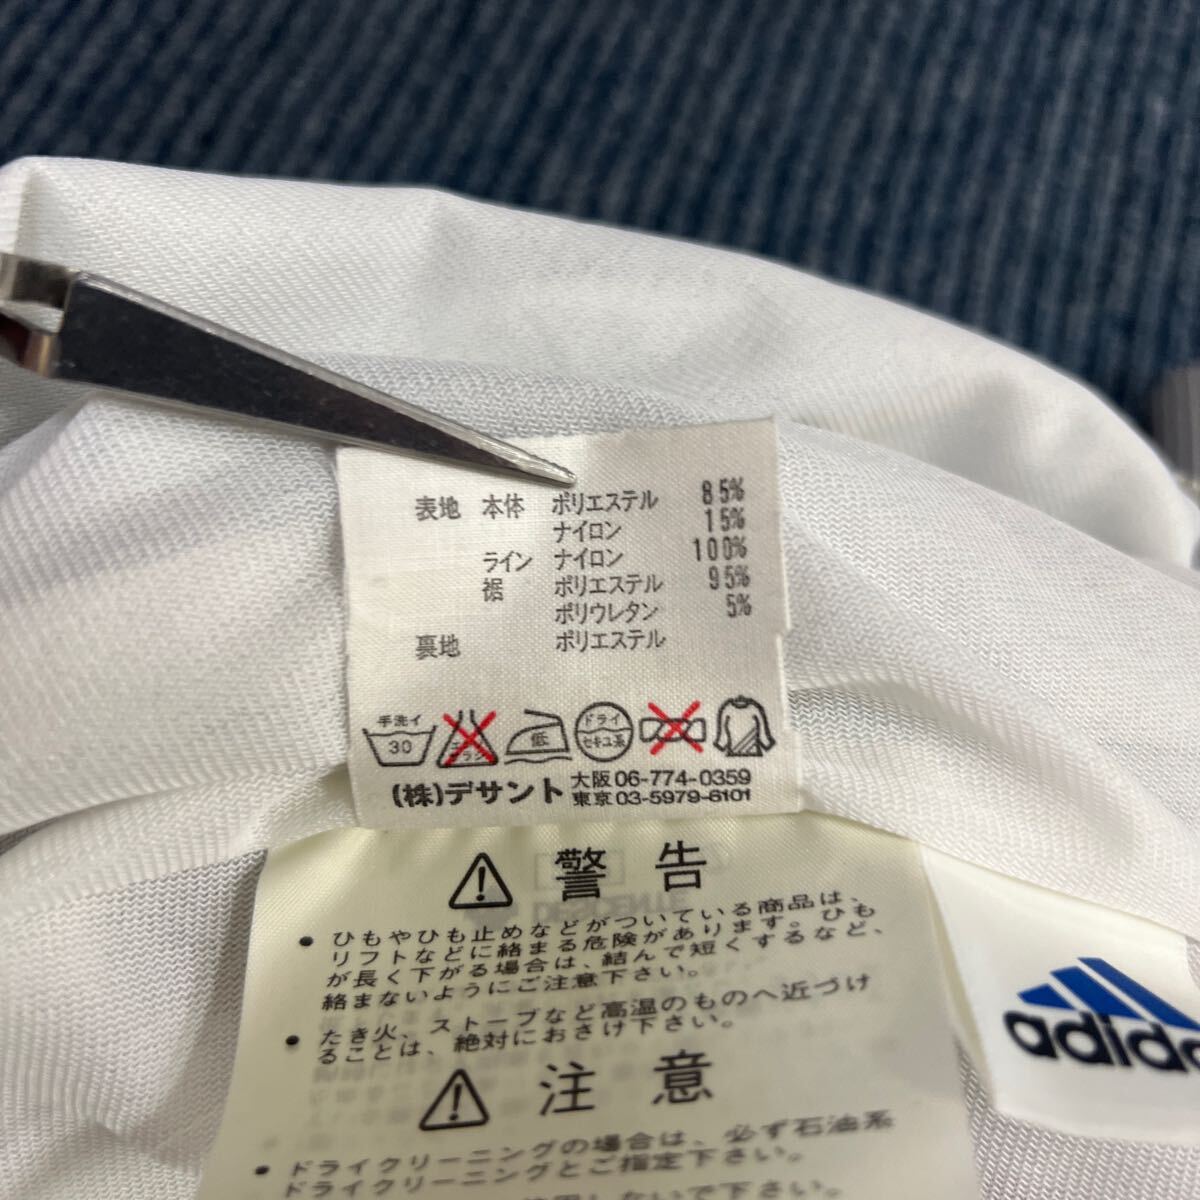 表地 本体 ポリエステル 85%
ナイロン 15%
ライン ナイロン 100%
裾 ポリエステル 95%
ポリウレタン 5%
裏地 ポリエステル
手洗イ 30
低
ドライ セキユ系
(株)デサント 大阪 06-774-0359
東京 03-5979-6101
警告
• ひもやひも止めなどがついている商品は、
リフトなどに絡まる危険があります。ひも
が長く下がる場合は、結んで短くするなど、
絡まないようにご注意下さい。
• たき火、ストーブなど高温のものへ近づけ
ることは、絶対におさけ下さい。
注意
• ドライクリーニングの場合は、必ず石油系
ドライクリーニングとご指定下さい。
使用しないで下さい。
adida